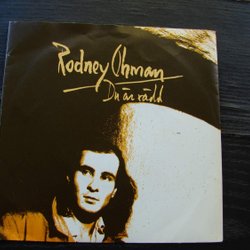 Rodney Öhman
Du är rädd